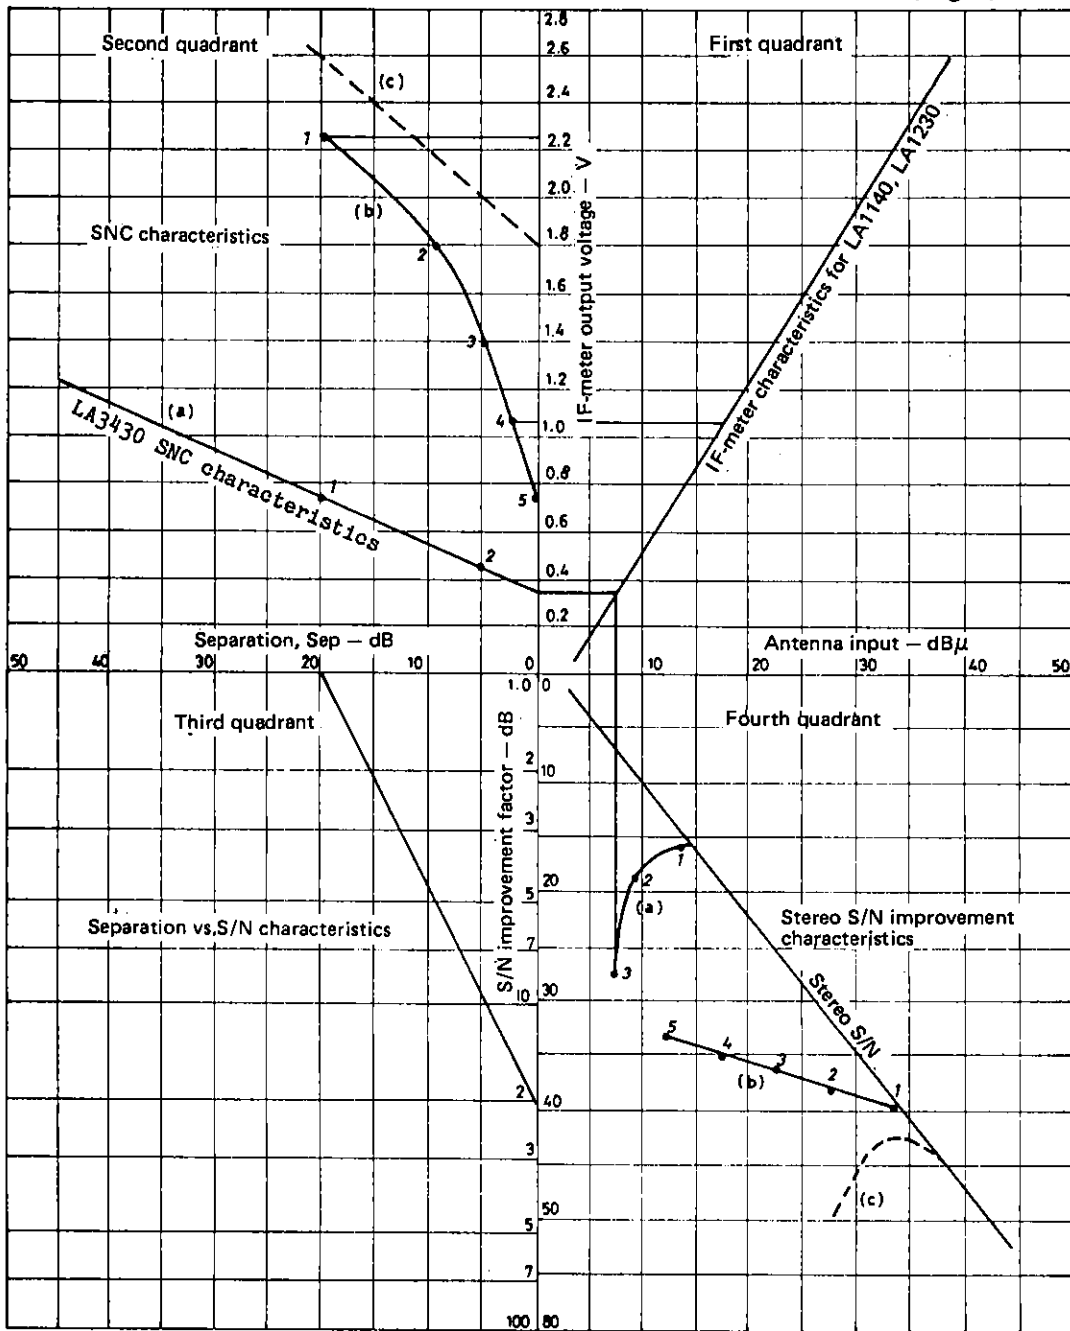 2.8
Second quadrant
First quadrant
2.6
(c)
2.4
1
2.2
2.0
(b)
SNC characteristics
2
1.8
IF-meter output voltage — V
IF-meter characteristics for LA1140, LA1230
1.6
3
1.4
1.2
(a)
4
1.0
LA3430 SNC characteristics
1
0.8
5
0.6
2
0.4
0.2
Separation, Sep — dB
Antenna input — dBμ
50
40
30
20
10
0
10
20
30
40
50
1.0
0
Third quadrant
Fourth quadrant
S/N improvement factor — dB
2
10
3
1
2
20
5
(a)
Separation vs, S/N characteristics
Stereo S/N improvement
characteristics
7
3
10
30
Stereo S/N
5
4
3
2
1
(b)
2
40
3
(c)
50
5
7
100
80